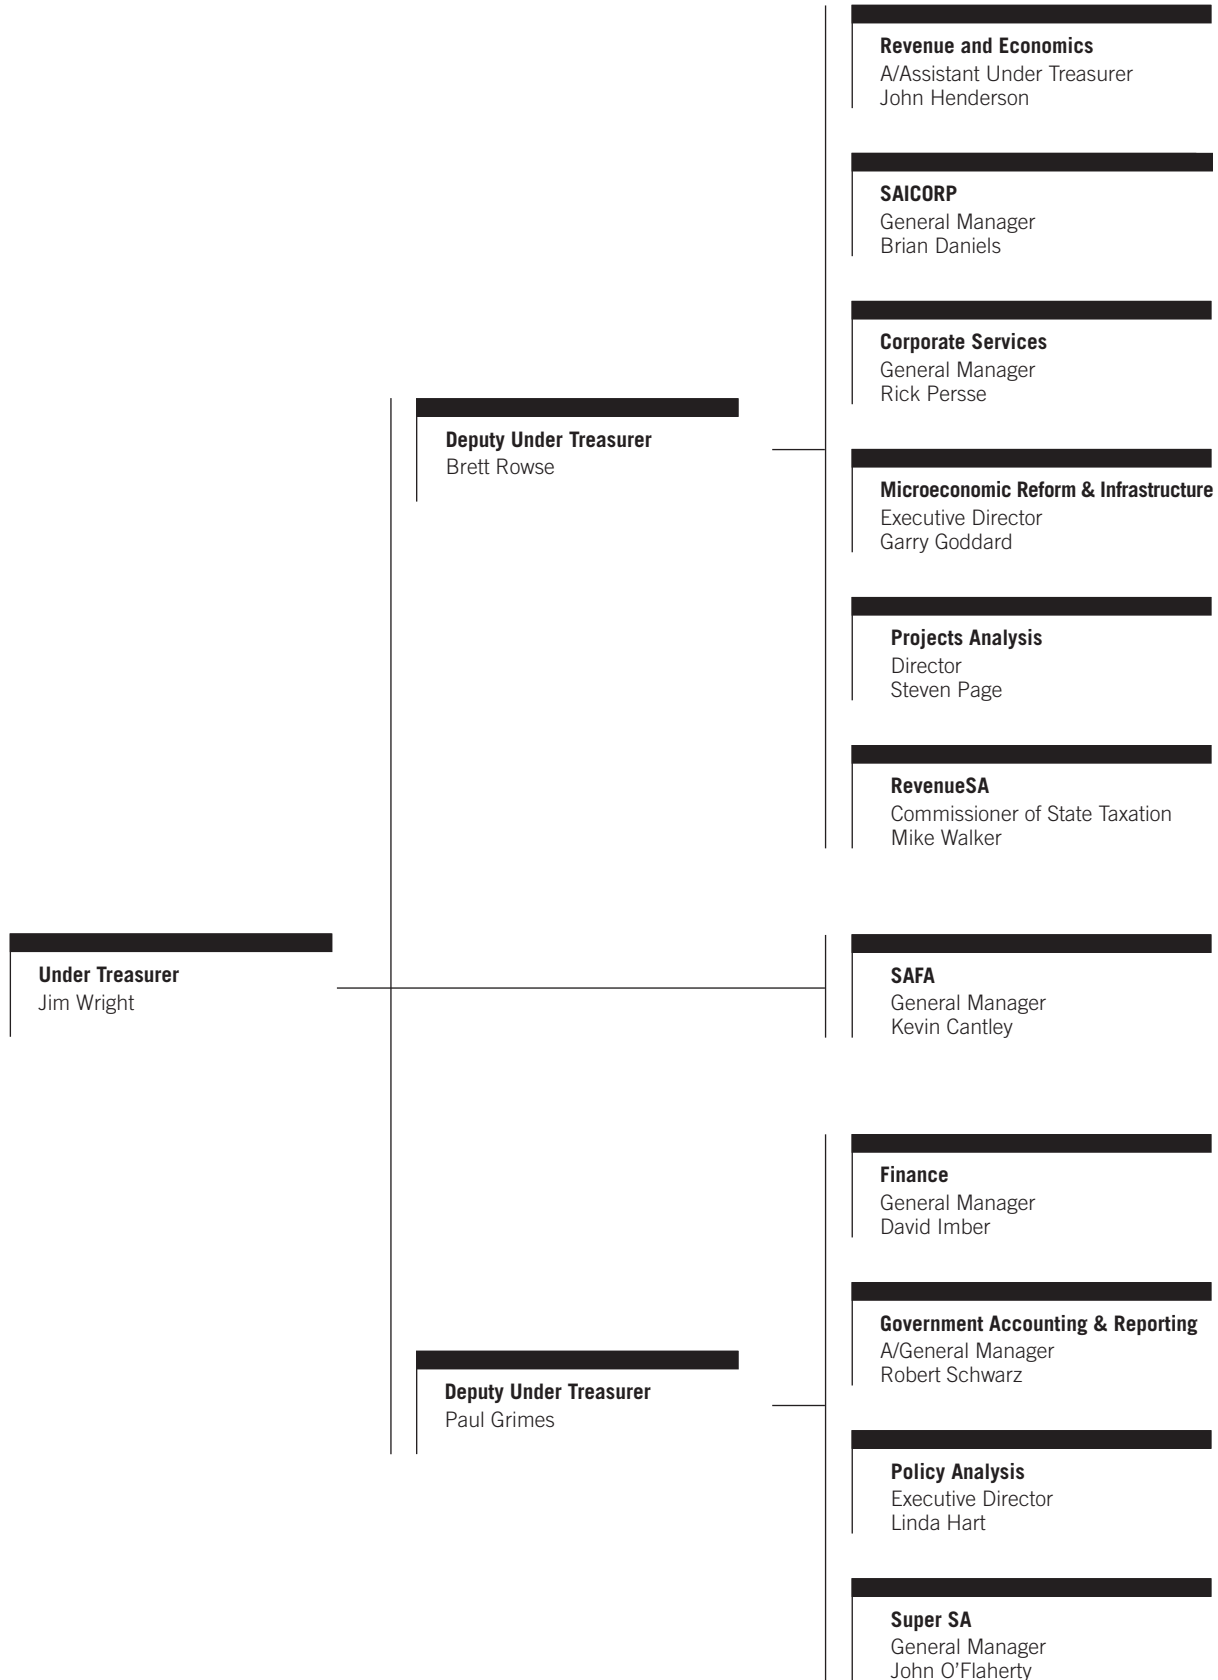 Revenue and Economics
A/Assistant Under Treasurer
John Henderson
SAICORP
General Manager
Brian Daniels
Corporate Services
General Manager
Rick Persse
Deputy Under Treasurer
Brett Rowse
Microeconomic Reform & Infrastructure
Executive Director
Garry Goddard
Projects Analysis
Director
Steven Page
RevenueSA
Commissioner of State Taxation
Mike Walker
Under Treasurer
Jim Wright
SAFA
General Manager
Kevin Cantley
Finance
General Manager
David Imber
Government Accounting & Reporting
A/General Manager
Robert Schwarz
Deputy Under Treasurer
Paul Grimes
Policy Analysis
Executive Director
Linda Hart
Super SA
General Manager
John O'Flaherty